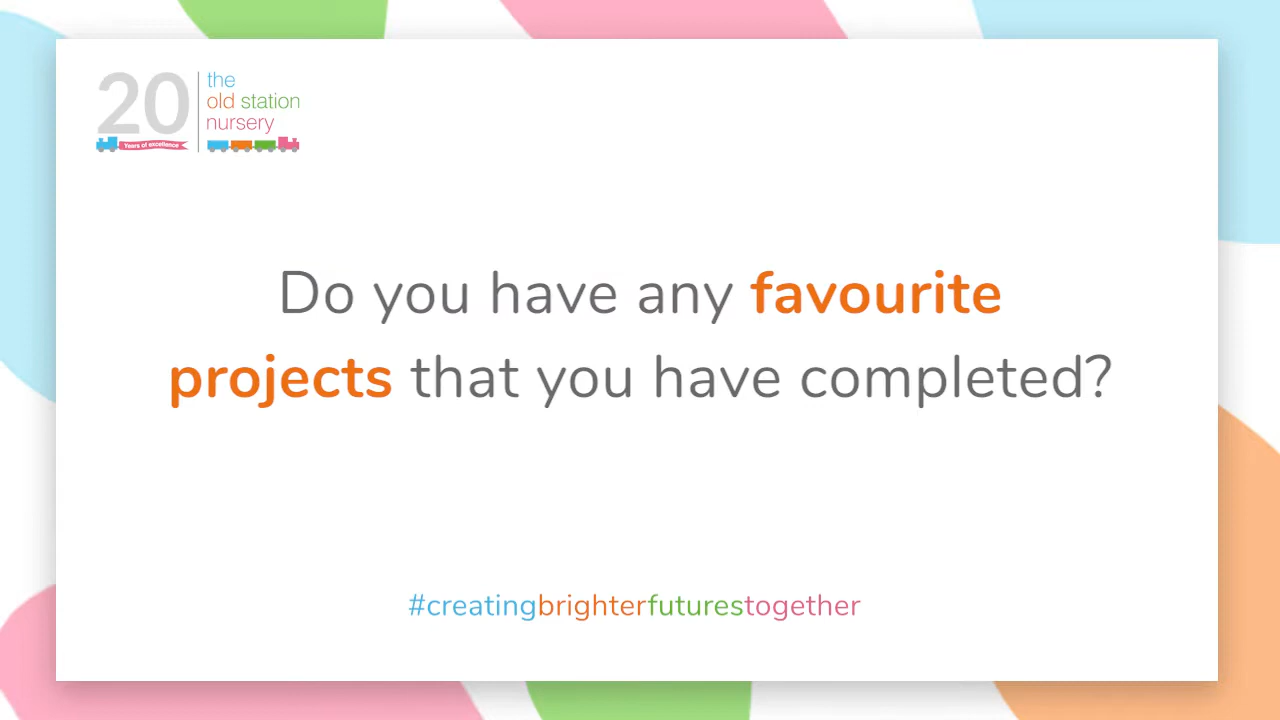 20
Years of excellence
the
old station
nursery
Do you have any favourite
projects that you have completed?
#creatingbrighterfuturestogether